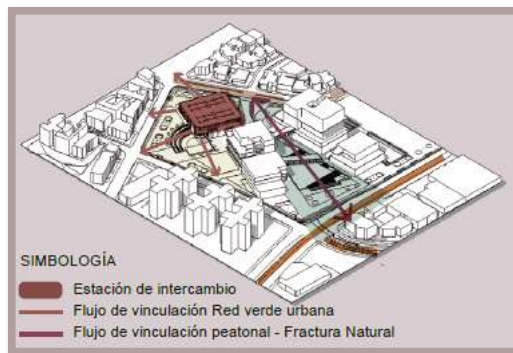 SIMBOLOGÍA
Estación de intercambio
Flujo de vinculación Red verde urbana
Flujo de vinculación peatonal - Fractura Natural